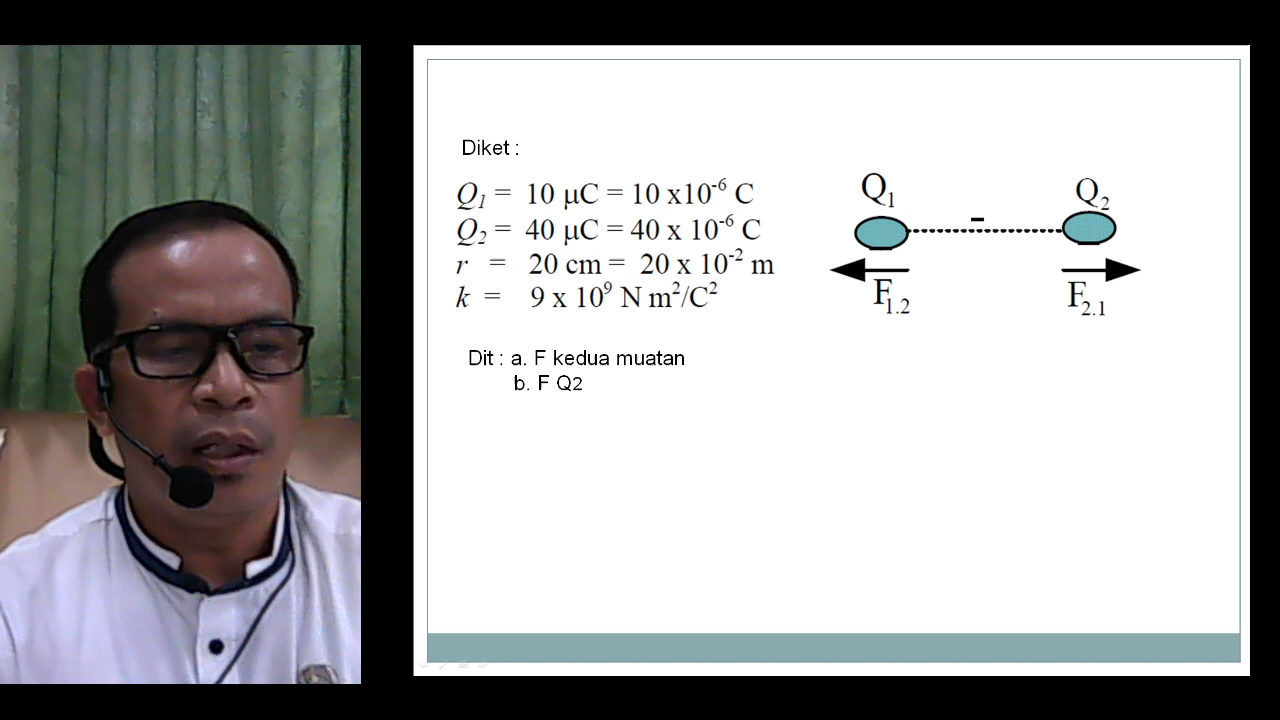 Diket :
Q₁ = 10 μC = 10 x10⁻⁶ C
Q₂ = 40 μC = 40 x 10⁻⁶ C
r = 20 cm = 20 x 10⁻² m
k = 9 x 10⁹ N m²/C²
Q₁
Q₂
-
F₁.₂
F₂.₁
Dit : a. F kedua muatan
b. F Q2